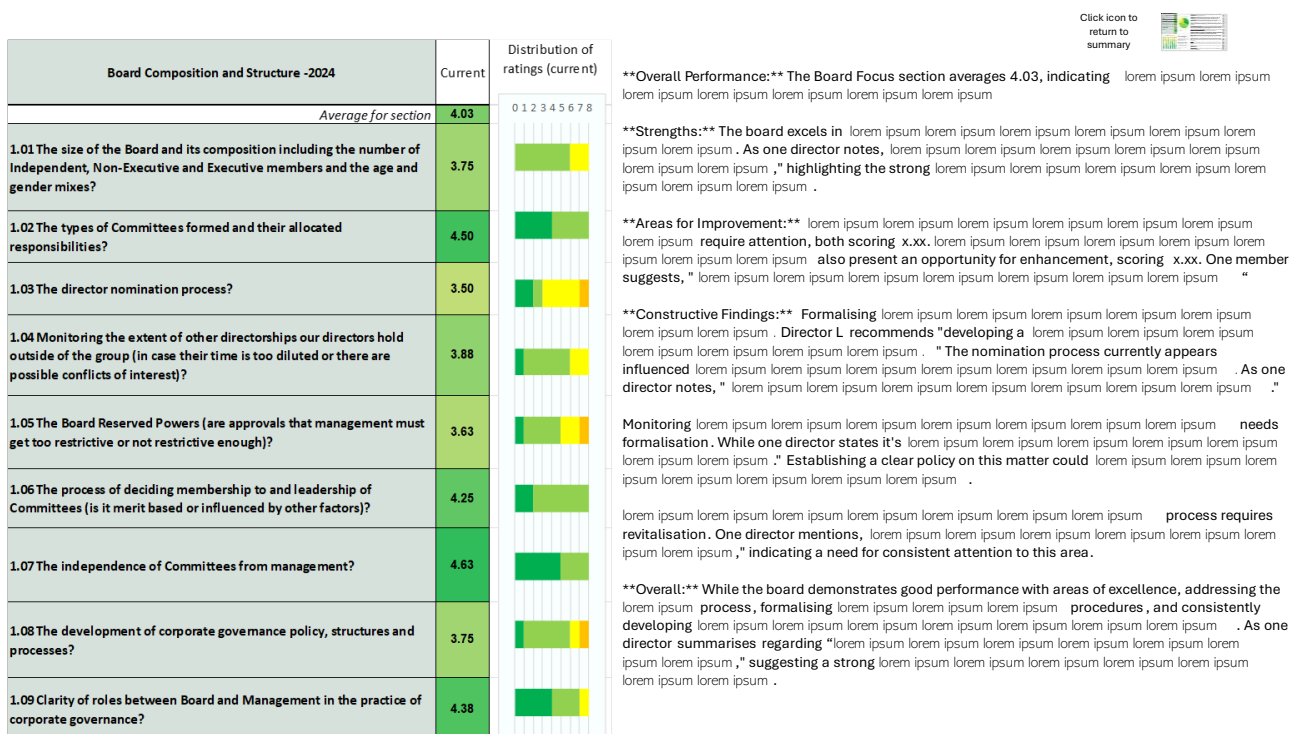 Click icon to
return to
summary
Board Composition and Structure -2024
Current
Distribution of
ratings (current)
Average for section
4.03
0 1 2 3 4 5 6 7 8
1.01 The size of the Board and its composition including the number of
Independent, Non-Executive and Executive members and the age and
gender mixes?
3.75
1.02 The types of Committees formed and their allocated
responsibilities?
4.50
1.03 The director nomination process?
3.50
1.04 Monitoring the extent of other directorships our directors hold
outside of the group (in case their time is too diluted or there are
possible conflicts of interest)?
3.88
1.05 The Board Reserved Powers (are approvals that management must
get too restrictive or not restrictive enough)?
3.63
1.06 The process of deciding membership to and leadership of
Committees (is it merit based or influenced by other factors)?
4.25
1.07 The independence of Committees from management?
4.63
1.08 The development of corporate governance policy, structures and
processes?
3.75
1.09 Clarity of roles between Board and Management in the practice of
corporate governance?
4.38
**Overall Performance:** The Board Focus section averages 4.03, indicating lorem ipsum lorem ipsum
lorem ipsum lorem ipsum lorem ipsum lorem ipsum lorem ipsum
**Strengths:** The board excels in lorem ipsum lorem ipsum lorem ipsum lorem ipsum lorem ipsum lorem
ipsum lorem ipsum . As one director notes, lorem ipsum lorem ipsum lorem ipsum lorem ipsum lorem ipsum
lorem ipsum lorem ipsum ," highlighting the strong lorem ipsum lorem ipsum lorem ipsum lorem ipsum lorem
ipsum lorem ipsum lorem ipsum .
**Areas for Improvement:** lorem ipsum lorem ipsum lorem ipsum lorem ipsum lorem ipsum lorem ipsum
lorem ipsum require attention, both scoring x.xx. lorem ipsum lorem ipsum lorem ipsum lorem ipsum lorem
ipsum lorem ipsum lorem ipsum also present an opportunity for enhancement, scoring x.xx. One member
suggests, " lorem ipsum lorem ipsum lorem ipsum lorem ipsum lorem ipsum lorem ipsum lorem ipsum “
**Constructive Findings:** Formalising lorem ipsum lorem ipsum lorem ipsum lorem ipsum lorem ipsum
lorem ipsum lorem ipsum . Director L recommends "developing a lorem ipsum lorem ipsum lorem ipsum
lorem ipsum lorem ipsum lorem ipsum lorem ipsum . " The nomination process currently appears
influenced lorem ipsum lorem ipsum lorem ipsum lorem ipsum lorem ipsum lorem ipsum lorem ipsum . As one
director notes, " lorem ipsum lorem ipsum lorem ipsum lorem ipsum lorem ipsum lorem ipsum lorem ipsum ."
Monitoring lorem ipsum lorem ipsum lorem ipsum lorem ipsum lorem ipsum lorem ipsum lorem ipsum needs
formalisation. While one director states it's lorem ipsum lorem ipsum lorem ipsum lorem ipsum lorem ipsum
lorem ipsum lorem ipsum ." Establishing a clear policy on this matter could lorem ipsum lorem ipsum lorem
ipsum lorem ipsum lorem ipsum lorem ipsum lorem ipsum .
lorem ipsum lorem ipsum lorem ipsum lorem ipsum lorem ipsum lorem ipsum lorem ipsum process requires
revitalisation. One director mentions, lorem ipsum lorem ipsum lorem ipsum lorem ipsum lorem ipsum lorem
ipsum lorem ipsum ," indicating a need for consistent attention to this area.
**Overall:** While the board demonstrates good performance with areas of excellence, addressing the
lorem ipsum process, formalising lorem ipsum lorem ipsum lorem ipsum procedures, and consistently
developing lorem ipsum lorem ipsum lorem ipsum lorem ipsum lorem ipsum lorem ipsum lorem ipsum . As one
director summarises regarding “lorem ipsum lorem ipsum lorem ipsum lorem ipsum lorem ipsum lorem
ipsum lorem ipsum ," suggesting a strong lorem ipsum lorem ipsum lorem ipsum lorem ipsum lorem ipsum
lorem ipsum lorem ipsum .